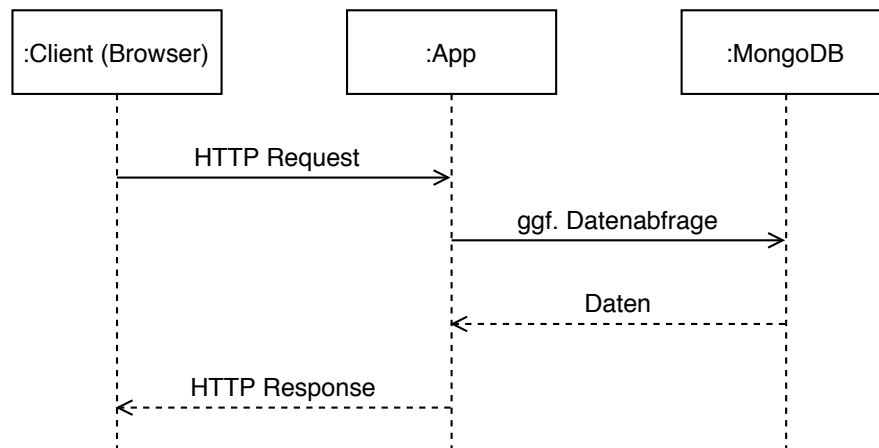 :Client (Browser)
:App
:MongoDB
HTTP Request
ggf. Datenabfrage
Daten
HTTP Response